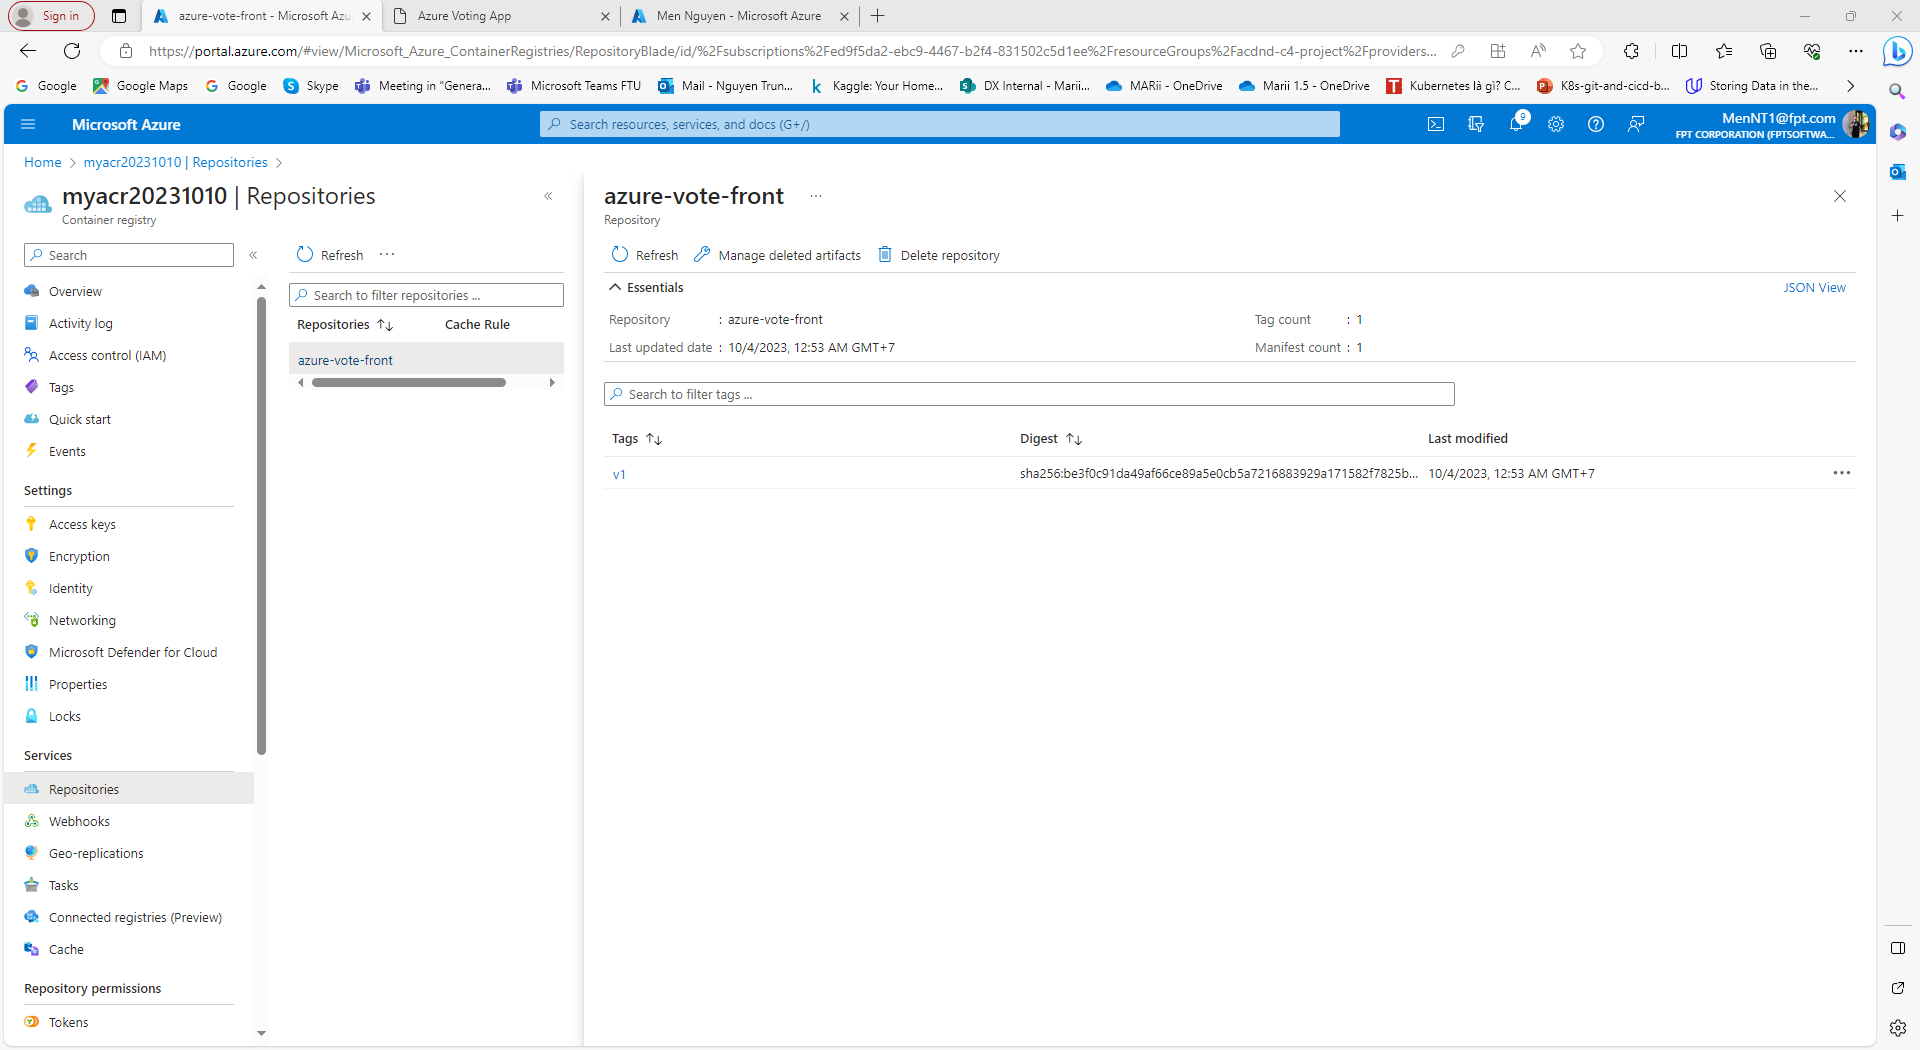 Sign in
azure-vote-front - Microsoft Azu
Azure Voting App
Men Nguyen - Microsoft Azure
https://portal.azure.com/#view/Microsoft_Azure_ContainerRegistries/RepositoryBlade/id/%2Fsubscriptions%2Fed9f5da2-ebc9-4467-b2f4-831502c5d1ee%2FresourceGroups%2Facdnd-c4-project%2Fproviders...
Google
Google Maps
Google
Skype
Meeting in "Genera...
Microsoft Teams FTU
Mail - Nguyen Trun...
Kaggle: Your Home...
DX Internal - Marii...
MARii - OneDrive
Marii 1.5 - OneDrive
Kubernetes là gì? C...
K8s-git-and-cicd-b...
Storing Data in the...
Microsoft Azure
Search resources, services, and docs (G+/)
9
MenNT1@fpt.com
FPT CORPORATION (FPTSOFTWA...
Home > myacr20231010 | Repositories >
myacr20231010 | Repositories
Container registry
Search
Overview
Activity log
Access control (IAM)
Tags
Quick start
Events
Settings
Access keys
Encryption
Identity
Networking
Microsoft Defender for Cloud
Properties
Locks
Services
Repositories
Webhooks
Geo-replications
Tasks
Connected registries (Preview)
Cache
Repository permissions
Tokens
Refresh
Search to filter repositories ...
Repositories Cache Rule
azure-vote-front
azure-vote-front
Repository
Refresh Manage deleted artifacts Delete repository
Essentials JSON View
Repository : azure-vote-front Tag count : 1
Last updated date : 10/4/2023, 12:53 AM GMT+7 Manifest count : 1
Search to filter tags ...
Tags Digest Last modified
v1 sha256:be3f0c91da49af66ce89a5e0cb5a7216883929a171582f7825b... 10/4/2023, 12:53 AM GMT+7